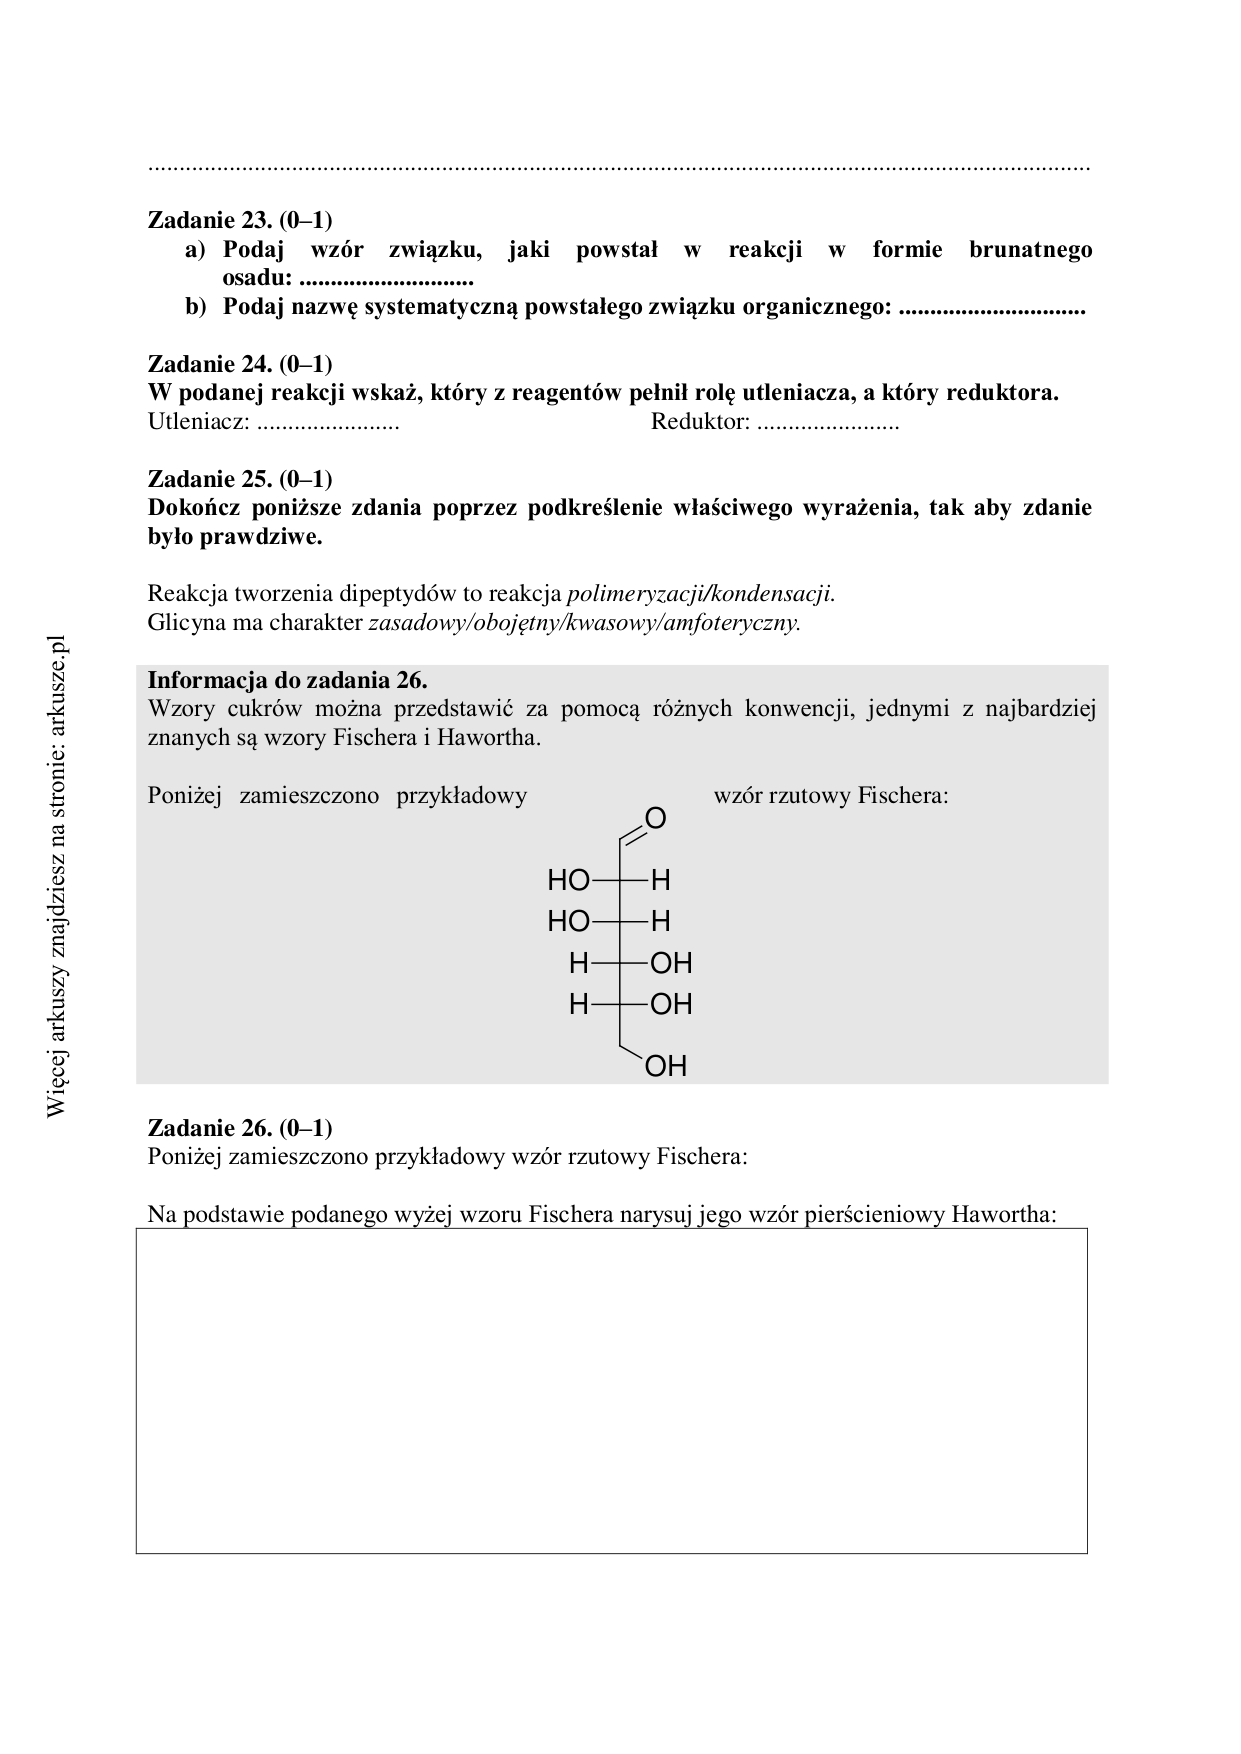 ....................................................................................................................................................
Zadanie 23. (0–1)
a) Podaj wzór związku, jaki powstał w reakcji w formie brunatnego
osadu: ............................
b) Podaj nazwę systematyczną powstałego związku organicznego: ..............................
Zadanie 24. (0–1)
W podanej reakcji wskaż, który z reagentów pełnił rolę utleniacza, a który reduktora.
Utleniacz: ....................... Reduktor: .......................
Zadanie 25. (0–1)
Dokończ poniższe zdania poprzez podkreślenie właściwego wyrażenia, tak aby zdanie
było prawdziwe.
Reakcja tworzenia dipeptydów to reakcja polimeryzacji/kondensacji.
Glicyna ma charakter zasadowy/obojętny/kwasowy/amfoteryczny.
Informacja do zadania 26.
Wzory cukrów można przedstawić za pomocą różnych konwencji, jednymi z najbardziej
znanych są wzory Fischera i Hawortha.
Poniżej zamieszczono przykładowy wzór rzutowy Fischera:
O
HO H
HO H
H OH
H OH
OH
Zadanie 26. (0–1)
Poniżej zamieszczono przykładowy wzór rzutowy Fischera:
Na podstawie podanego wyżej wzoru Fischera narysuj jego wzór pierścieniowy Hawortha:
Więcej arkuszy znajdziesz na stronie: arkusze.pl